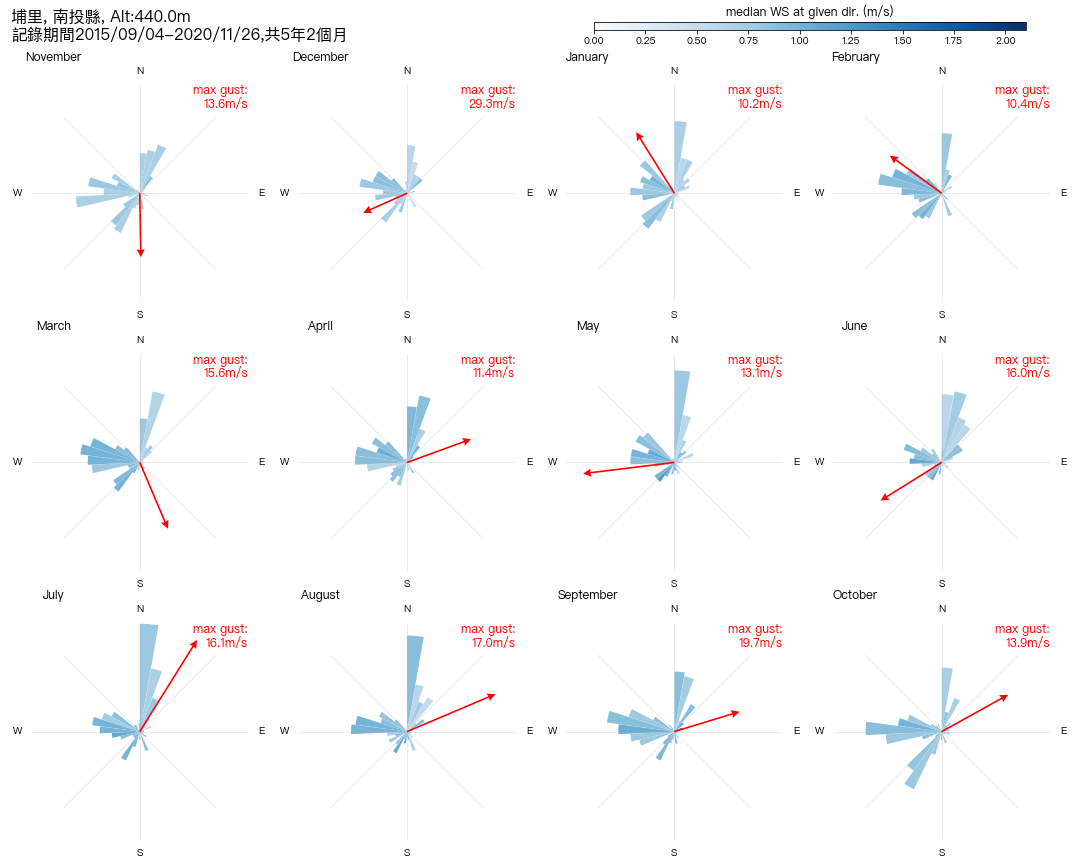 埔里, 南投縣, Alt:440.0m
記錄期間2015/09/04-2020/11/26,共5年2個月
median WS at given dir. (m/s)
0.00 0.25 0.50 0.75 1.00 1.25 1.50 1.75 2.00
November
N
max gust:
13.6m/s
W
E
S
December
N
max gust:
29.3m/s
W
E
S
January
N
max gust:
10.2m/s
W
E
S
February
N
max gust:
10.4m/s
W
E
S
March
N
max gust:
15.6m/s
W
E
S
April
N
max gust:
11.4m/s
W
E
S
May
N
max gust:
13.1m/s
W
E
S
June
N
max gust:
16.0m/s
W
E
S
July
N
max gust:
16.1m/s
W
E
S
August
N
max gust:
17.0m/s
W
E
S
September
N
max gust:
19.7m/s
W
E
S
October
N
max gust:
13.9m/s
W
E
S